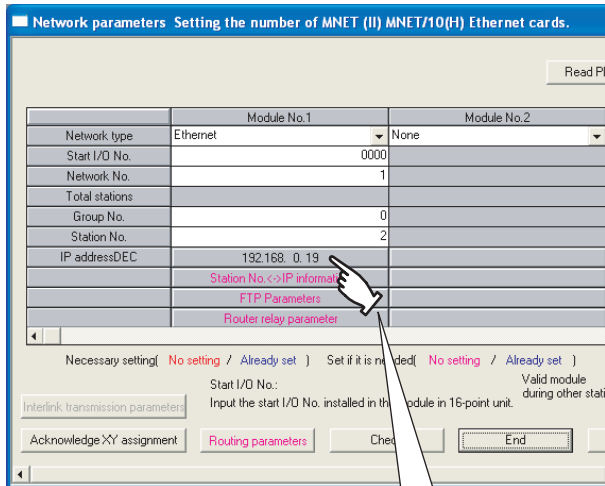 Network parameters Setting the number of MNET (II) MNET/10(H) Ethernet cards.
Read
Module No.1 Module No.2
Network type Ethernet None
Start I/O No. 0000
Network No. 1
Total stations
Group No. 0
Station No. 2
IP addressDEC 192.168. 0. 19
Station No.<->IP informati
FTP Parameters
Router relay parameter
Necessary setting( No setting / Already set ) Set if it is needed( No setting / Already set )
Start I/O No.: Valid module
Input the start I/O No. installed in the module in 16-point unit. during other stati
Interlink transmission parameters
Acknowledge XY assignment Routing parameters Che End